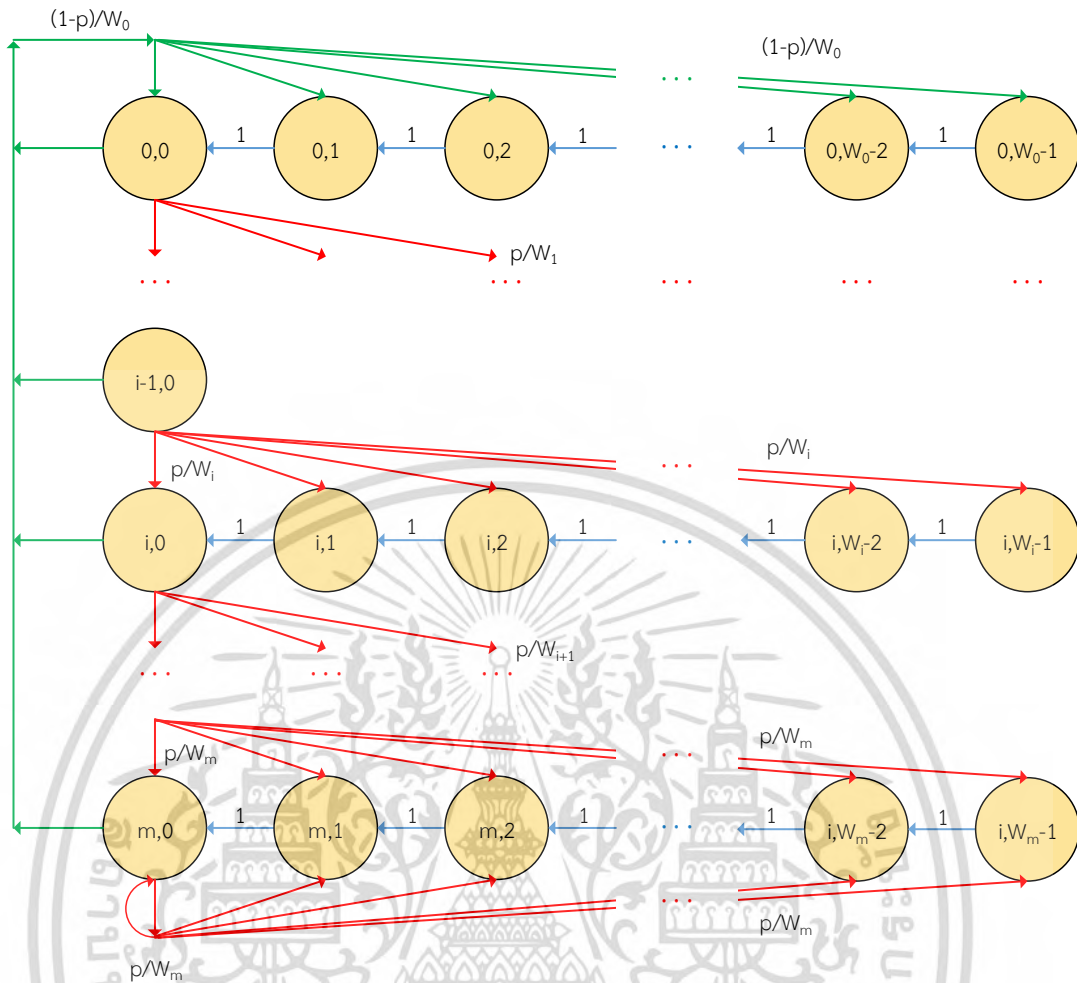 (1-p)/W₀ (1-p)/W₀
...
0,0 1 0,1 1 0,2 1 ... 1 0,W₀-2 1 0,W₀-1
p/W₁
... ... ... ... ...
i-1,0
p/Wᵢ p/Wᵢ
...
i,0 1 i,1 1 i,2 1 ... 1 i,Wᵢ-2 1 i,Wᵢ-1
p/Wᵢ₊₁
... ... ...
p/Wₘ p/Wₘ
...
m,0 1 m,1 1 m,2 1 ... 1 i,Wₘ-2 1 i,Wₘ-1
...
p/Wₘ
p/Wₘ